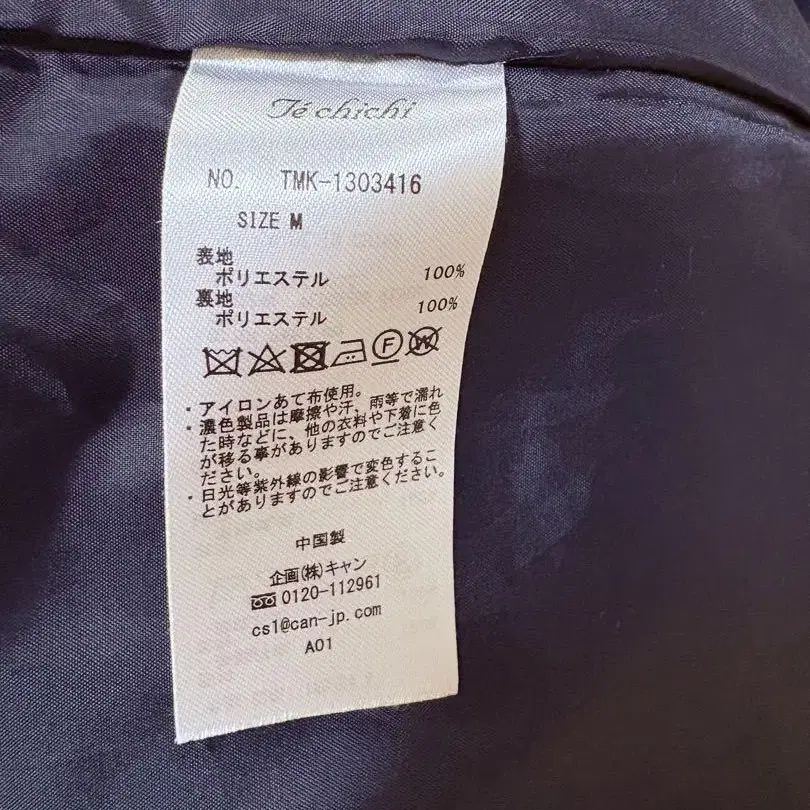 Té chichi
NO. TMK-1303416
SIZE M
表地
ポリエステル 100%
裏地
ポリエステル 100%
F W
・アイロンあて布使用。
・濃色製品は摩擦や汗、雨等で濡れ
た時などに、他の衣料や下着に色
が移る事がありますのでご注意く
ださい。
・日光等紫外線の影響で変色するこ
とがありますのでご注意ください。
中国製
企画(株)キャン
0120-112961
cs1@can-jp.com
A01